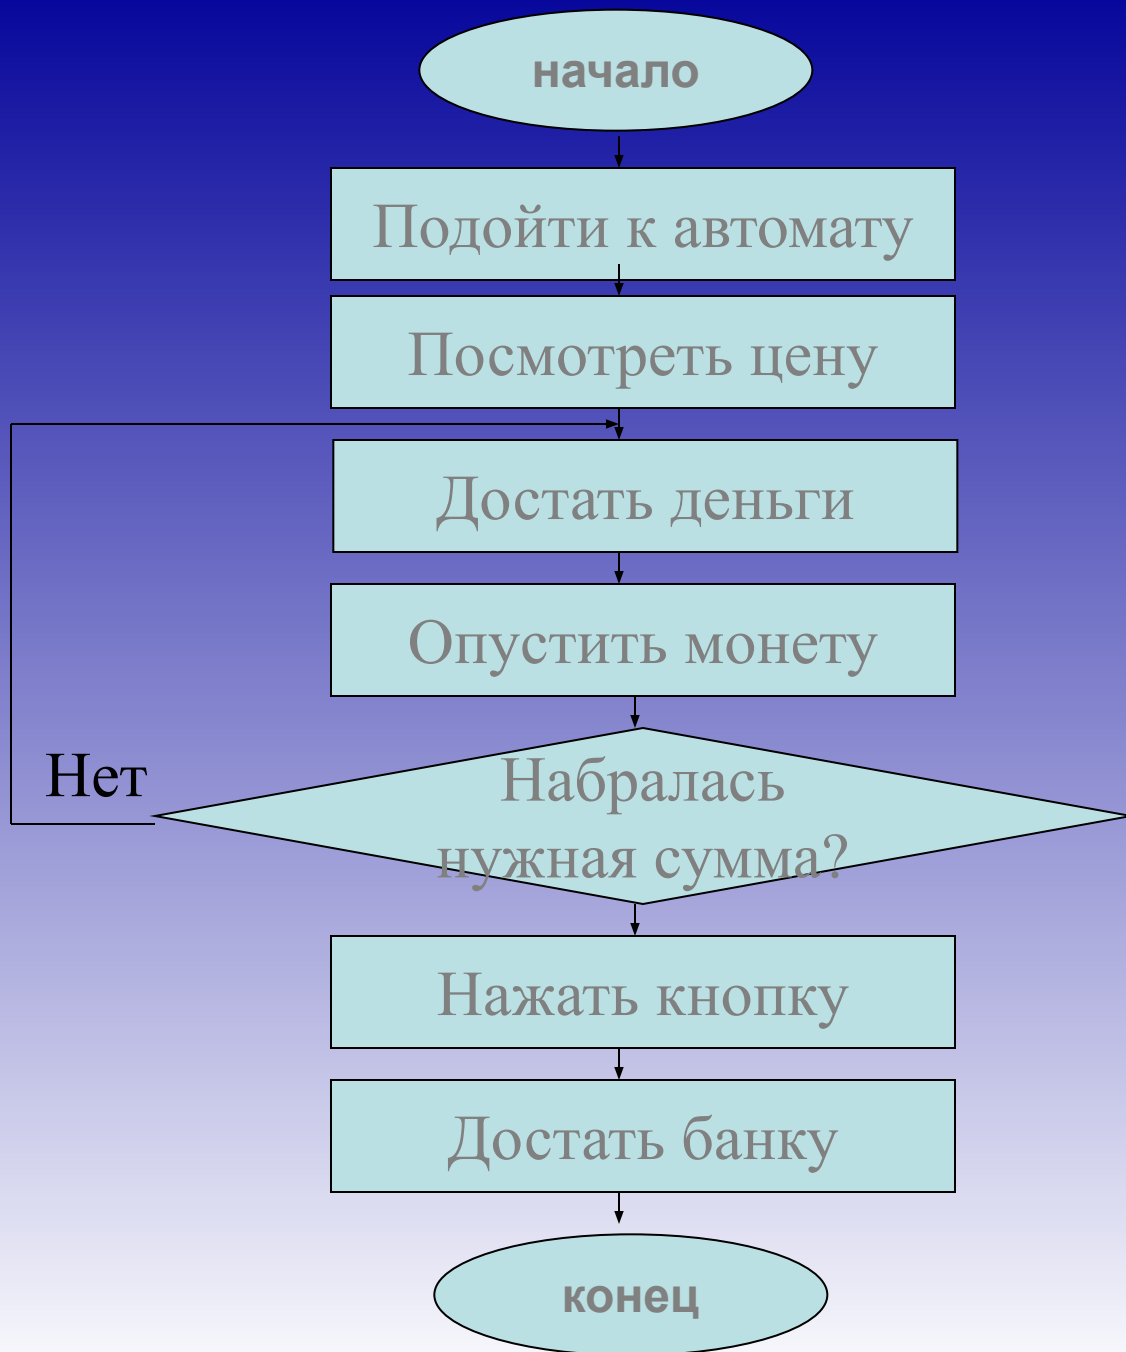 начало
Подойти к автомату
Посмотреть цену
Достать деньги
Опустить монету
Нет
Набралась
нужная сумма?
Нажать кнопку
Достать банку
конец